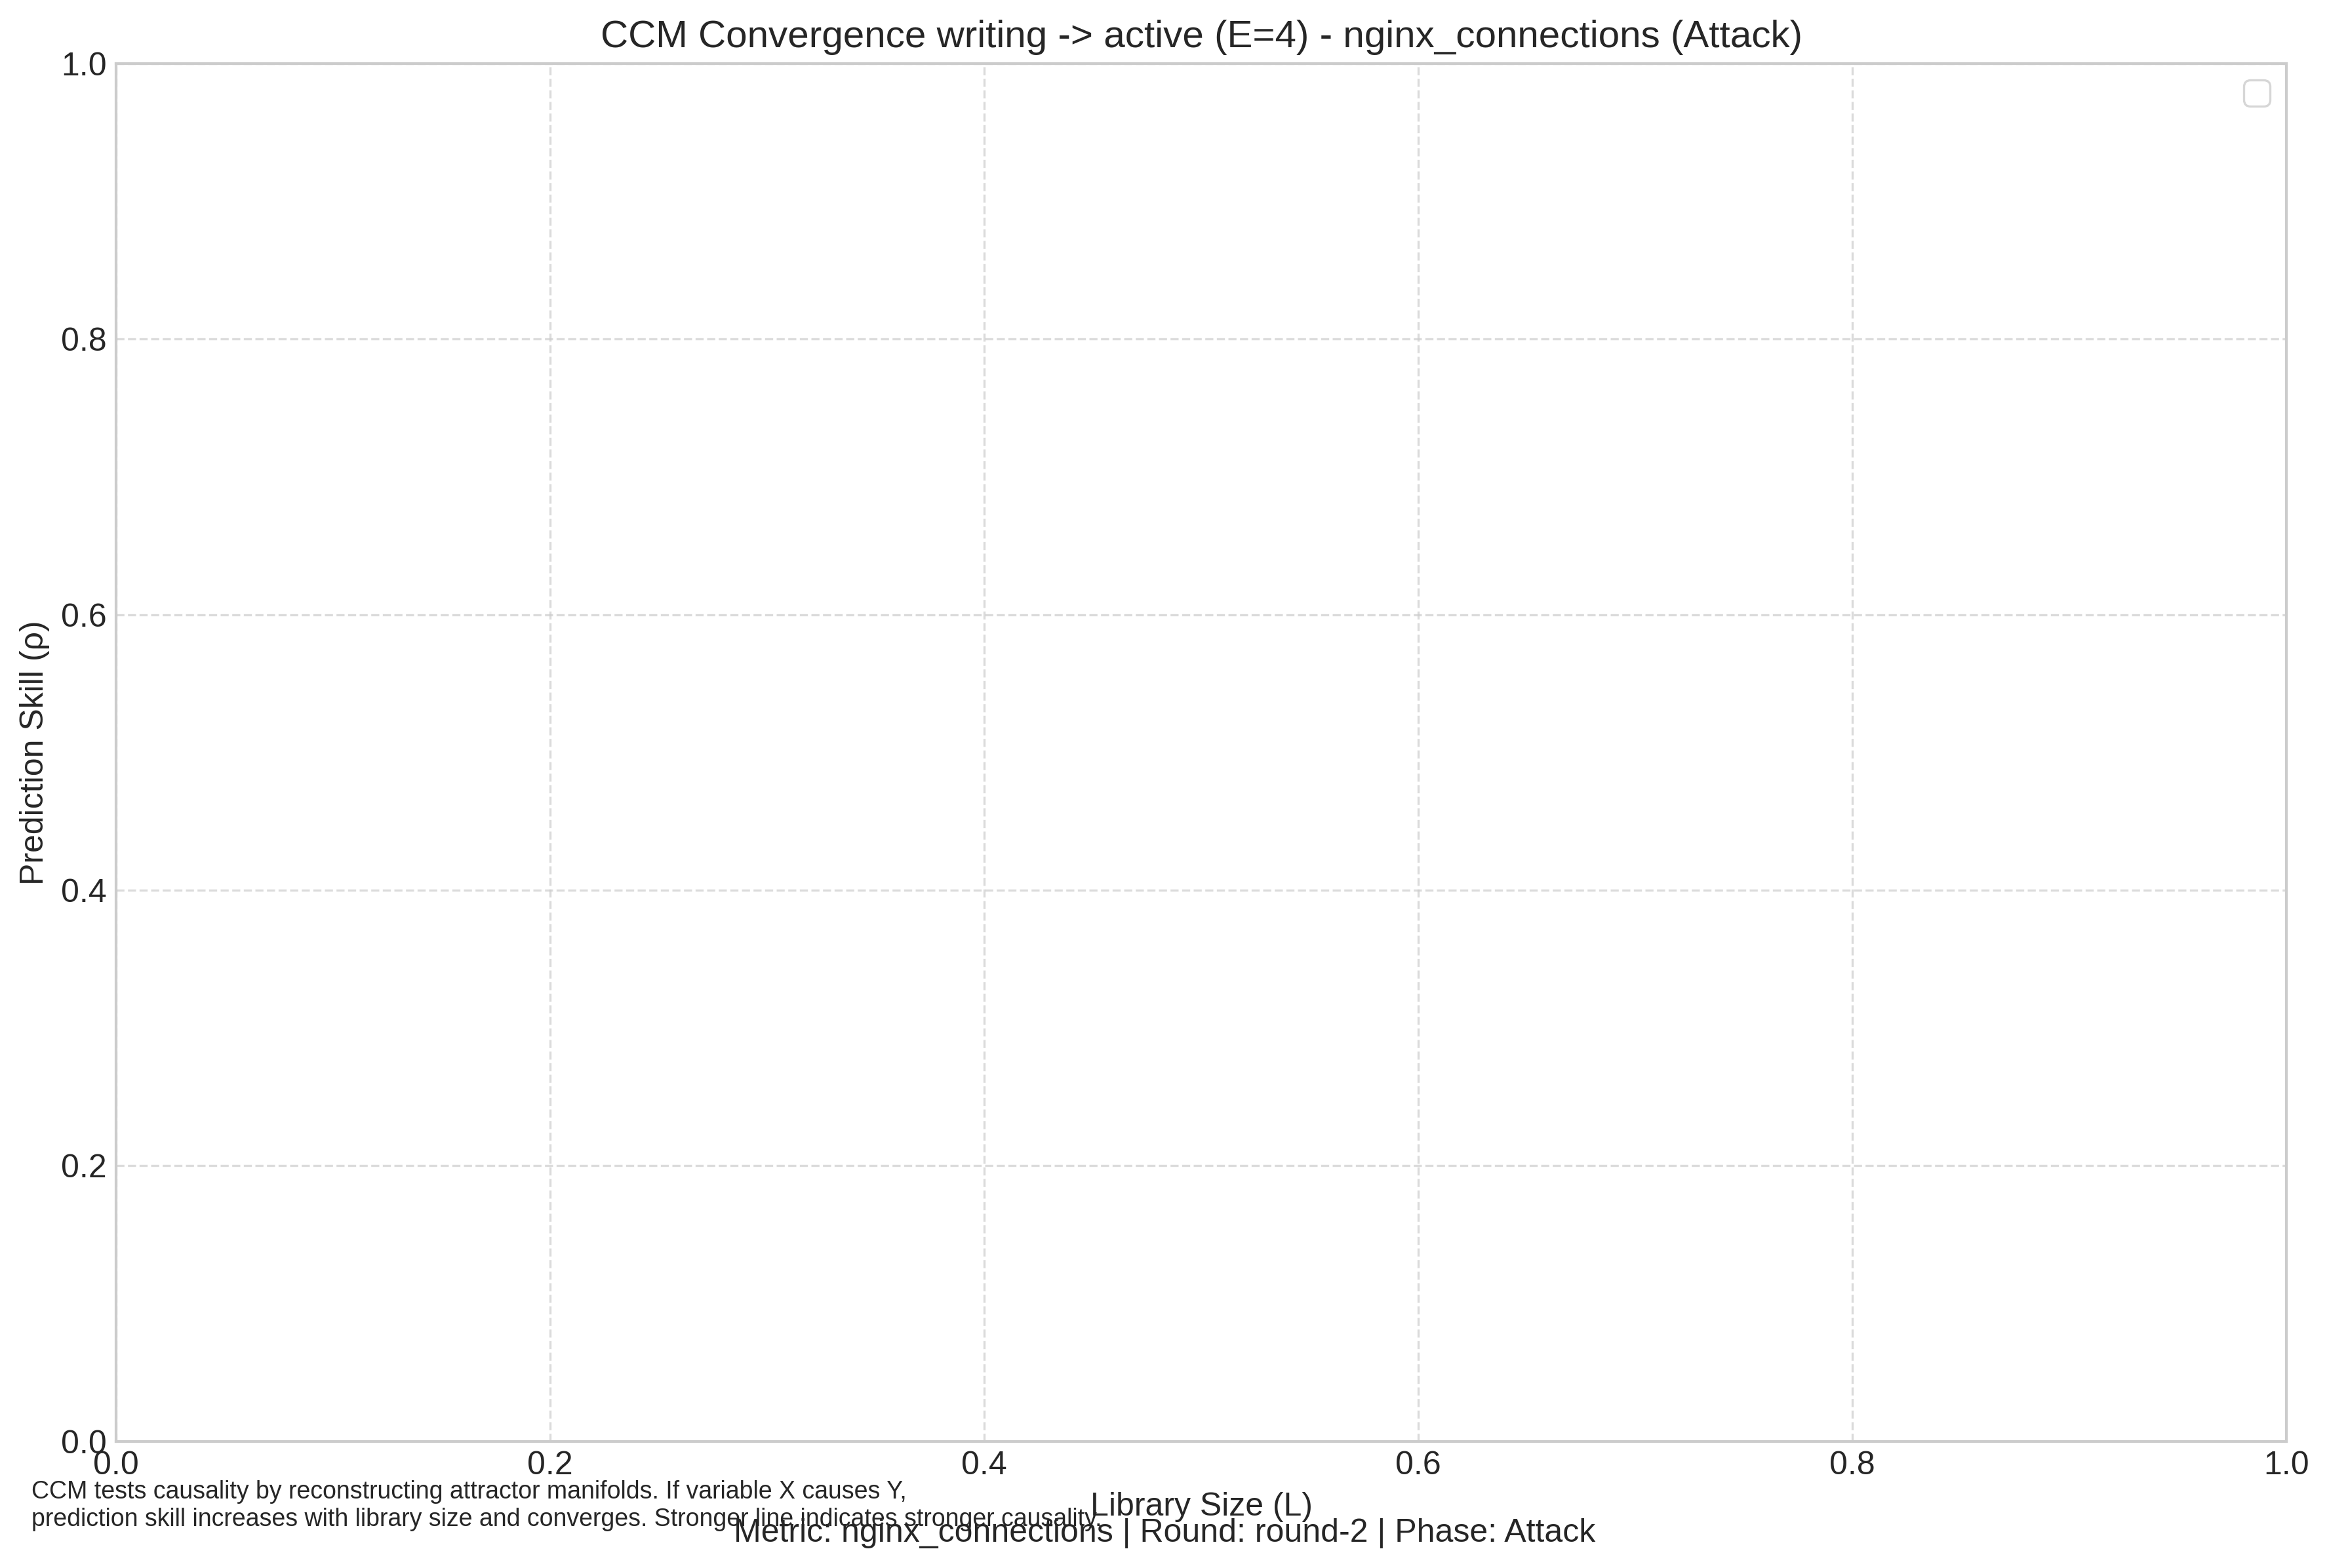 CCM Convergence writing -> active (E=4) - nginx_connections (Attack)
1.0
0.8
0.6
0.4
0.2
0.0
Prediction Skill (ρ)
0.0
0.2
0.4
0.6
0.8
1.0
Library Size (L)
CCM tests causality by reconstructing attractor manifolds. If variable X causes Y,
prediction skill increases with library size and converges. Stronger line indicates stronger causality.
Metric: nginx_connections | Round: round-2 | Phase: Attack